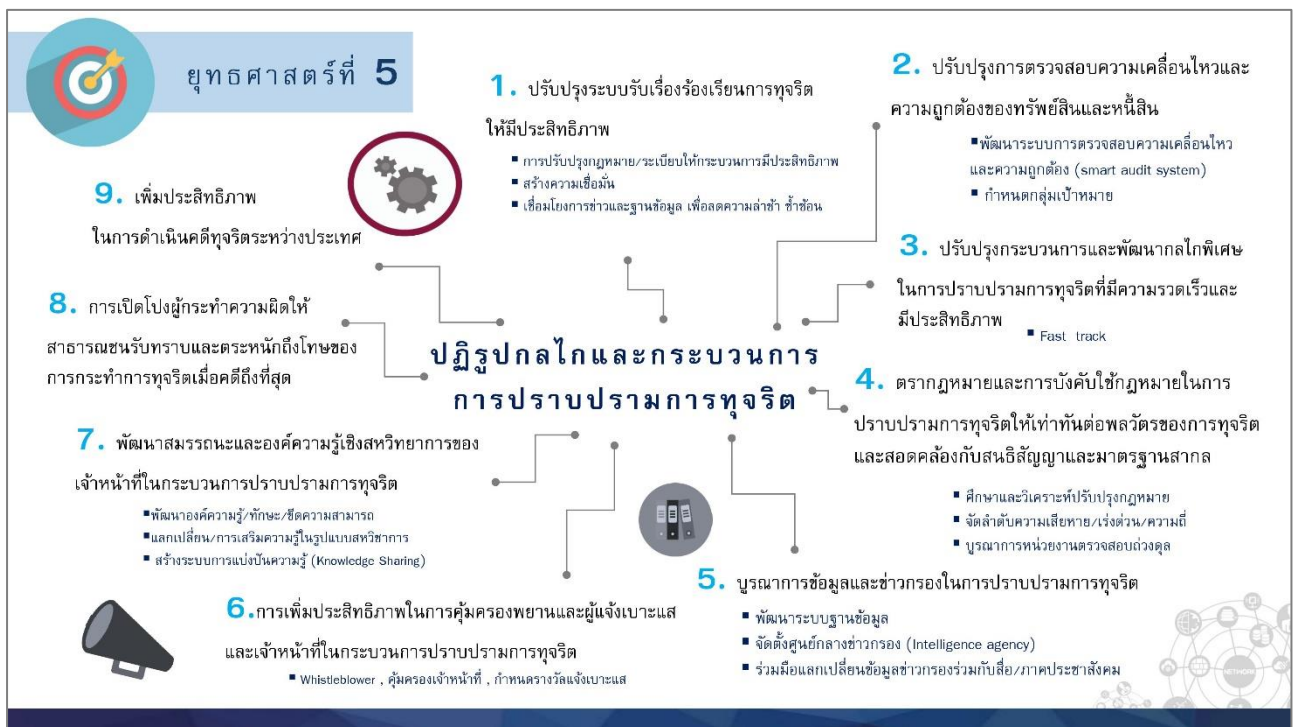 ยุทธศาสตร์ที่ 5
1. ปรับปรุงระบบรับเรื่องร้องเรียนการทุจริต
ให้มีประสิทธิภาพ
▪ การปรับปรุงกฎหมาย/ระเบียบให้กระบวนการมีประสิทธิภาพ
▪ สร้างความเชื่อมั่น
▪ เชื่อมโยงการข่าวและฐานข้อมูล เพื่อลดความล่าช้า ซ้ำซ้อน
2. ปรับปรุงการตรวจสอบความเคลื่อนไหวและ
ความถูกต้องของทรัพย์สินและหนี้สิน
▪พัฒนาระบบการตรวจสอบความเคลื่อนไหว
และความถูกต้อง (smart audit system)
▪ กำหนดกลุ่มเป้าหมาย
3. ปรับปรุงกระบวนการและพัฒนากลไกพิเศษ
ในการปราบปรามการทุจริตที่มีความรวดเร็วและ
มีประสิทธิภาพ
▪ Fast track
ปฏิรูปกลไกและกระบวนการ
การปราบปรามการทุจริต
4. ตรากฎหมายและการบังคับใช้กฎหมายในการ
ปราบปรามการทุจริตให้เท่าทันต่อพลวัตรของการทุจริต
และสอดคล้องกับสนธิสัญญาและมาตรฐานสากล
▪ ศึกษาและวิเคราะห์ปรับปรุงกฎหมาย
▪ จัดลำดับความเสียหาย/เร่งด่วน/ความถี่
▪ บูรณาการหน่วยงานตรวจสอบถ่วงดุล
5. บูรณาการข้อมูลและข่าวกรองในการปราบปรามการทุจริต
▪ พัฒนาระบบฐานข้อมูล
▪ จัดตั้งศูนย์กลางข่าวกรอง (Intelligence agency)
▪ ร่วมมือแลกเปลี่ยนข้อมูลข่าวกรองร่วมกับสื่อ/ภาคประชาสังคม
6.การเพิ่มประสิทธิภาพในการคุ้มครองพยานและผู้แจ้งเบาะแส
และเจ้าหน้าที่ในกระบวนการปราบปรามการทุจริต
▪ Whistleblower , คุ้มครองเจ้าหน้าที่ , กำหนดรางวัลแจ้งเบาะแส
7. พัฒนาสมรรถนะและองค์ความรู้เชิงสหวิทยาการของ
เจ้าหน้าที่ในกระบวนการปราบปรามการทุจริต
▪พัฒนาองค์ความรู้/ทักษะ/ขีดความสามารถ
▪แลกเปลี่ยน/การเสริมความรู้ในรูปแบบสหวิชาการ
▪ สร้างระบบการแบ่งปันความรู้ (Knowledge Sharing)
8. การเปิดโปงผู้กระทำความผิดให้
สาธารณชนรับทราบและตระหนักถึงโทษของ
การกระทำการทุจริตเมื่อคดีถึงที่สุด
9. เพิ่มประสิทธิภาพ
ในการดำเนินคดีทุจริตระหว่างประเทศ
NETWORK